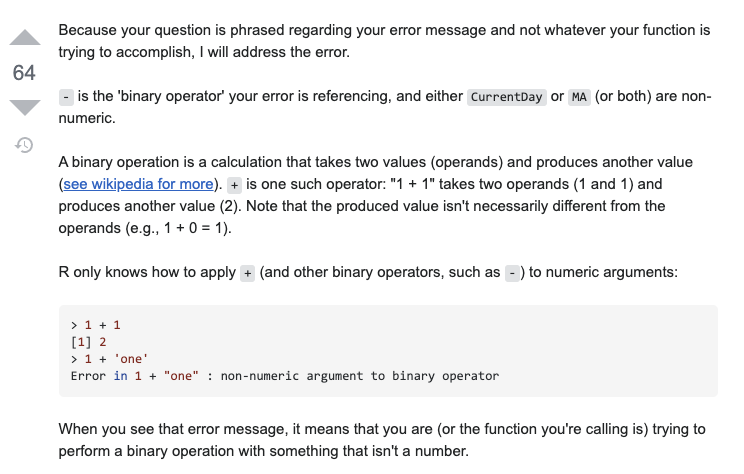 Because your question is phrased regarding your error message and not whatever your function is
trying to accomplish, I will address the error.
64
- is the 'binary operator' your error is referencing, and either CurrentDay or MA (or both) are non-
numeric.
A binary operation is a calculation that takes two values (operands) and produces another value
(see wikipedia for more). + is one such operator: "1 + 1" takes two operands (1 and 1) and
produces another value (2). Note that the produced value isn't necessarily different from the
operands (e.g., 1 + 0 = 1).
R only knows how to apply + (and other binary operators, such as -) to numeric arguments:
> 1 + 1
[1] 2
> 1 + 'one'
Error in 1 + "one" : non-numeric argument to binary operator
When you see that error message, it means that you are (or the function you're calling is) trying to
perform a binary operation with something that isn't a number.